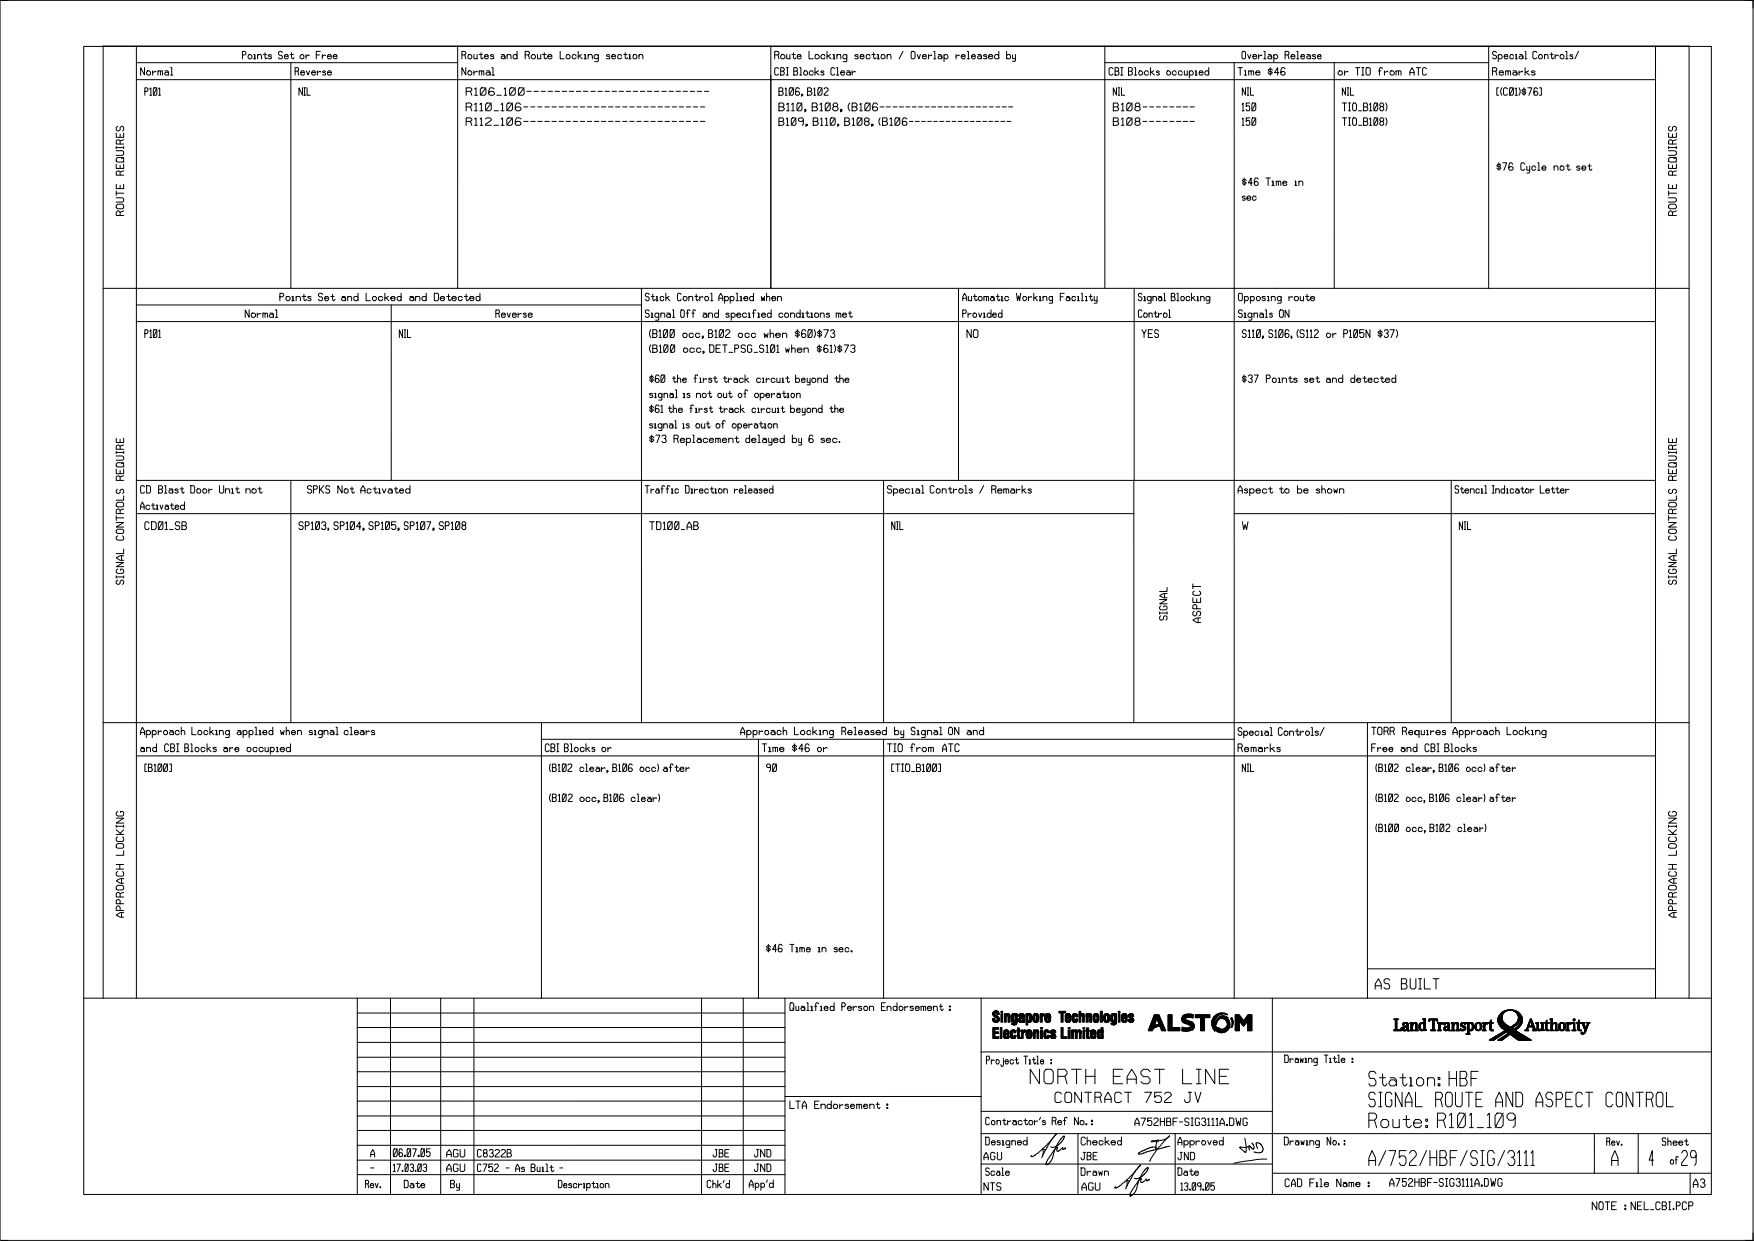 Points Set or Free
Routes and Route Locking section
Route Locking section / Overlap released by
Overlap Release
Special Controls/
Normal
Reverse
Normal
CBI Blocks Clear
CBI Blocks occupied
Time $46
or TIO from ATC
Remarks
P101
NIL
R106_100--------------------------
B106, B102
NIL
NIL
NIL
[(C01)$76]
R110_106--------------------------
B110, B108, (B106---------------------
B108--------
150
TIO_B108)
R112_106--------------------------
B109, B110, B108, (B106----------------
B108--------
150
TIO_B108)
$76 Cycle not set
$46 Time in
sec
ROUTE REQUIRES
ROUTE REQUIRES
Points Set and Locked and Detected
Stick Control Applied when
Automatic Working Facility
Signal Blocking
Opposing route
Normal
Reverse
Signal Off and specified conditions met
Provided
Control
Signals ON
P101
NIL
(B100 occ, B102 occ when $60)$73
NO
YES
S110, S106, (S112 or P105N $37)
(B100 occ, DET_PSG_S101 when $61)$73
$60 the first track circuit beyond the
$37 Points set and detected
signal is not out of operation
$61 the first track circuit beyond the
signal is out of operation
$73 Replacement delayed by 6 sec.
SIGNAL CONTROLS REQUIRE
SIGNAL CONTROLS REQUIRE
CD Blast Door Unit not
Activated
SPKS Not Activated
Traffic Direction released
Special Controls / Remarks
Aspect to be shown
Stencil Indicator Letter
CD01_SB
SP103, SP104, SP105, SP107, SP108
TD100_AB
NIL
W
NIL
SIGNAL
ASPECT
Approach Locking applied when signal clears
and CBI Blocks are occupied
Approach Locking Released by Signal ON and
Special Controls/
Remarks
TORR Requires Approach Locking
Free and CBI Blocks
CBI Blocks or
Time $46 or
TIO from ATC
[B100]
(B102 clear, B106 occ) after
90
[TIO_B100]
NIL
(B102 clear, B106 occ) after
(B102 occ, B106 clear)
(B102 occ, B106 clear) after
(B100 occ, B102 clear)
$46 Time in sec.
APPROACH LOCKING
APPROACH LOCKING
AS BUILT
Qualified Person Endorsement :
LTA Endorsement :
Singapore Technologies
Electronics Limited
ALSTOM
Land Transport Authority
Project Title :
NORTH EAST LINE
CONTRACT 752 JV
Drawing Title :
Station: HBF
SIGNAL ROUTE AND ASPECT CONTROL
Route: R101_109
Contractor's Ref No.: A752HBF-SIG3111A.DWG
Designed
AGU
Checked
JBE
Approved
JND
Scale
NTS
Drawn
AGU
Date
13.09.05
Drawing No.:
A/752/HBF/SIG/3111
Rev.
A
Sheet
4 of 29
CAD File Name : A752HBF-SIG3111A.DWG
A3
A 06.07.05 AGU C8322B JBE JND
- 17.03.03 AGU C752 - As Built - JBE JND
Rev. Date By Description Chk'd App'd
NOTE : NEL_CBI.PCP